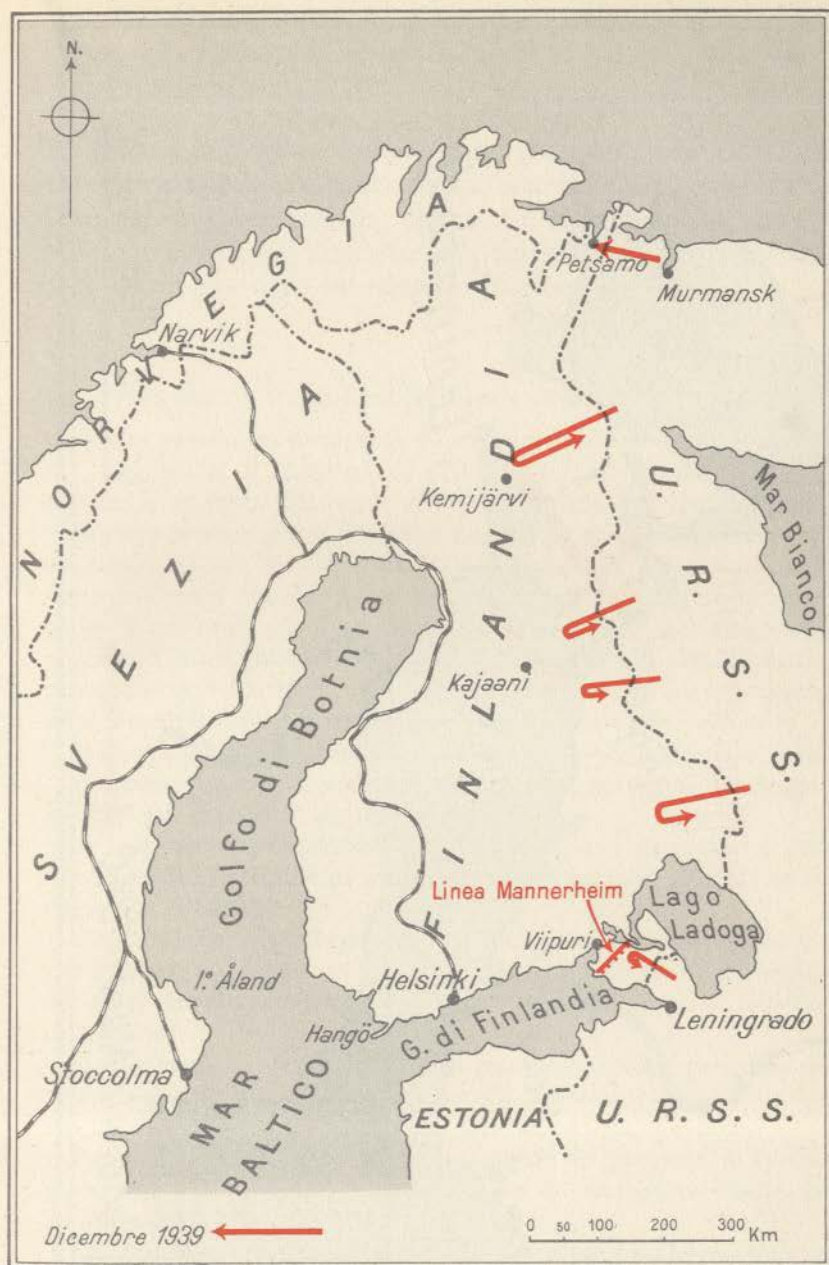 N.
NORVEGIA
Petsamo
Murmansk
Narvik
SVEZIA
FINLANDIA
Kemijärvi
U.R.S.S.
Mar Bianco
Golfo di Botnia
Kajaani
Linea Mannerheim
Lago
Ladoga
Viipuri
I.e Åland
Helsinki
Hangö
G. di Finlandia
Leningrado
Stoccolma
MAR
BALTICO
ESTONIA
U.R.S.S.
Dicembre 1939
0 50 100 200 300 Km